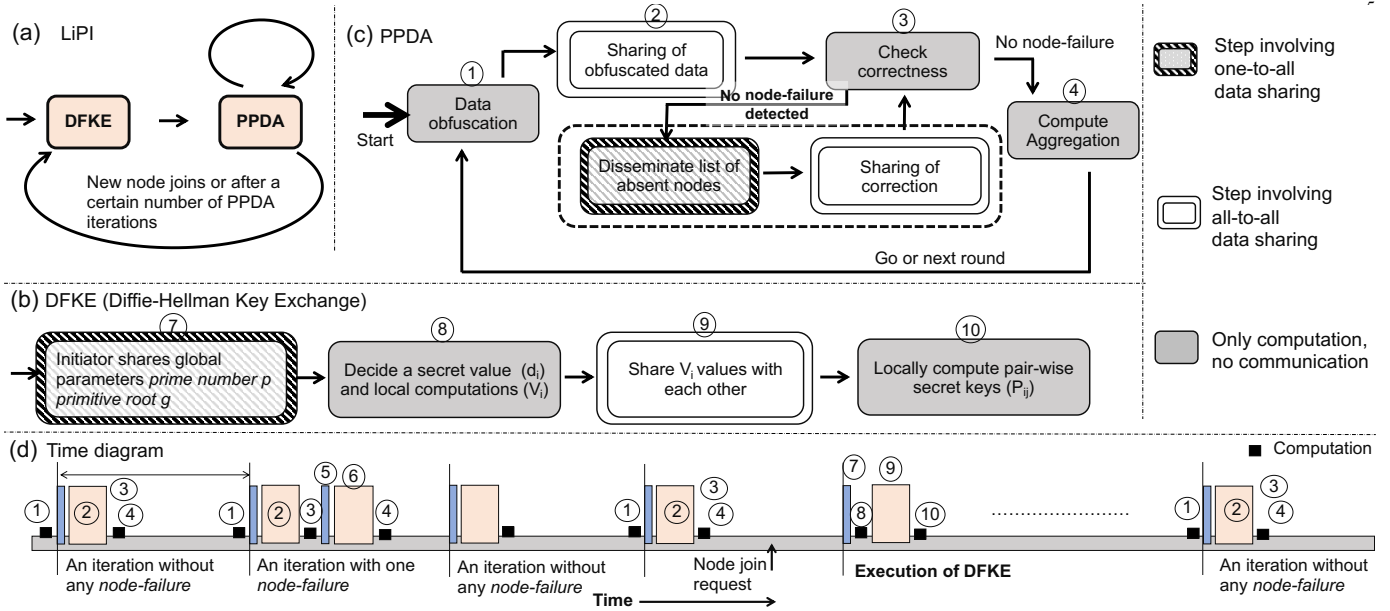 (a) LiPI
DFKE
PPDA
New node joins or after a
certain number of PPDA
iterations
(c) PPDA
Start
1
Data
obfuscation
2
Sharing of
obfuscated data
3
Check
correctness
No node-failure
4
Compute
Aggregation
No node-failure
detected
Disseminate list of
absent nodes
Sharing of
correction
Go or next round
Step involving
one-to-all
data sharing
Step involving
all-to-all
data sharing
Only computation,
no communication
(b) DFKE (Diffie-Hellman Key Exchange)
7
Initiator shares global
parameters prime number p
primitive root g
8
Decide a secret value (di)
and local computations (Vi)
9
Share Vi values with
each other
10
Locally compute pair-wise
secret keys (Pij)
(d) Time diagram
Computation
1 2 3 4
1 2 3 5 6 4
1 2 3 4
7 8 9 10
1 2 3 4
An iteration without
any node-failure
An iteration with one
node-failure
An iteration without
any node-failure
Node join
request
Execution of DFKE
An iteration without
any node-failure
Time